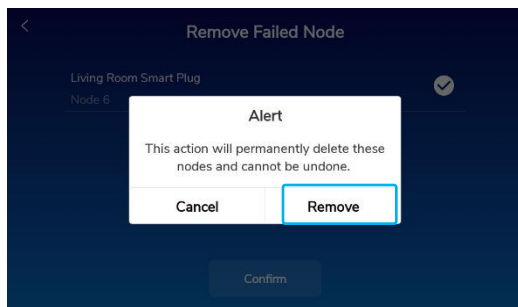 Remove Failed Node
Living Room Smart Plug
Node 6
Alert
This action will permanently delete these
nodes and cannot be undone.
Cancel
Remove
Confirm